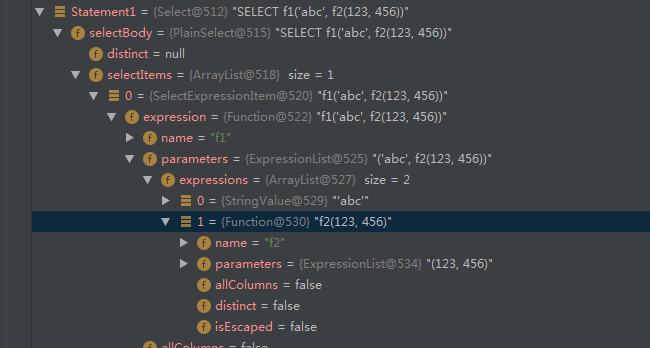 Statement1 = {Select@512} "SELECT f1('abc', f2(123, 456))"
selectBody = {PlainSelect@515} "SELECT f1('abc', f2(123, 456))"
distinct = null
selectItems = {ArrayList@518} size = 1
0 = {SelectExpressionItem@520} "f1('abc', f2(123, 456))"
expression = {Function@522} "f1('abc', f2(123, 456))"
name = "f1"
parameters = {ExpressionList@525} "('abc', f2(123, 456))"
expressions = {ArrayList@527} size = 2
0 = {StringValue@529} "'abc'"
1 = {Function@530} "f2(123, 456)"
name = "f2"
parameters = {ExpressionList@534} "(123, 456)"
allColumns = false
distinct = false
isEscaped = false
allColumns = false